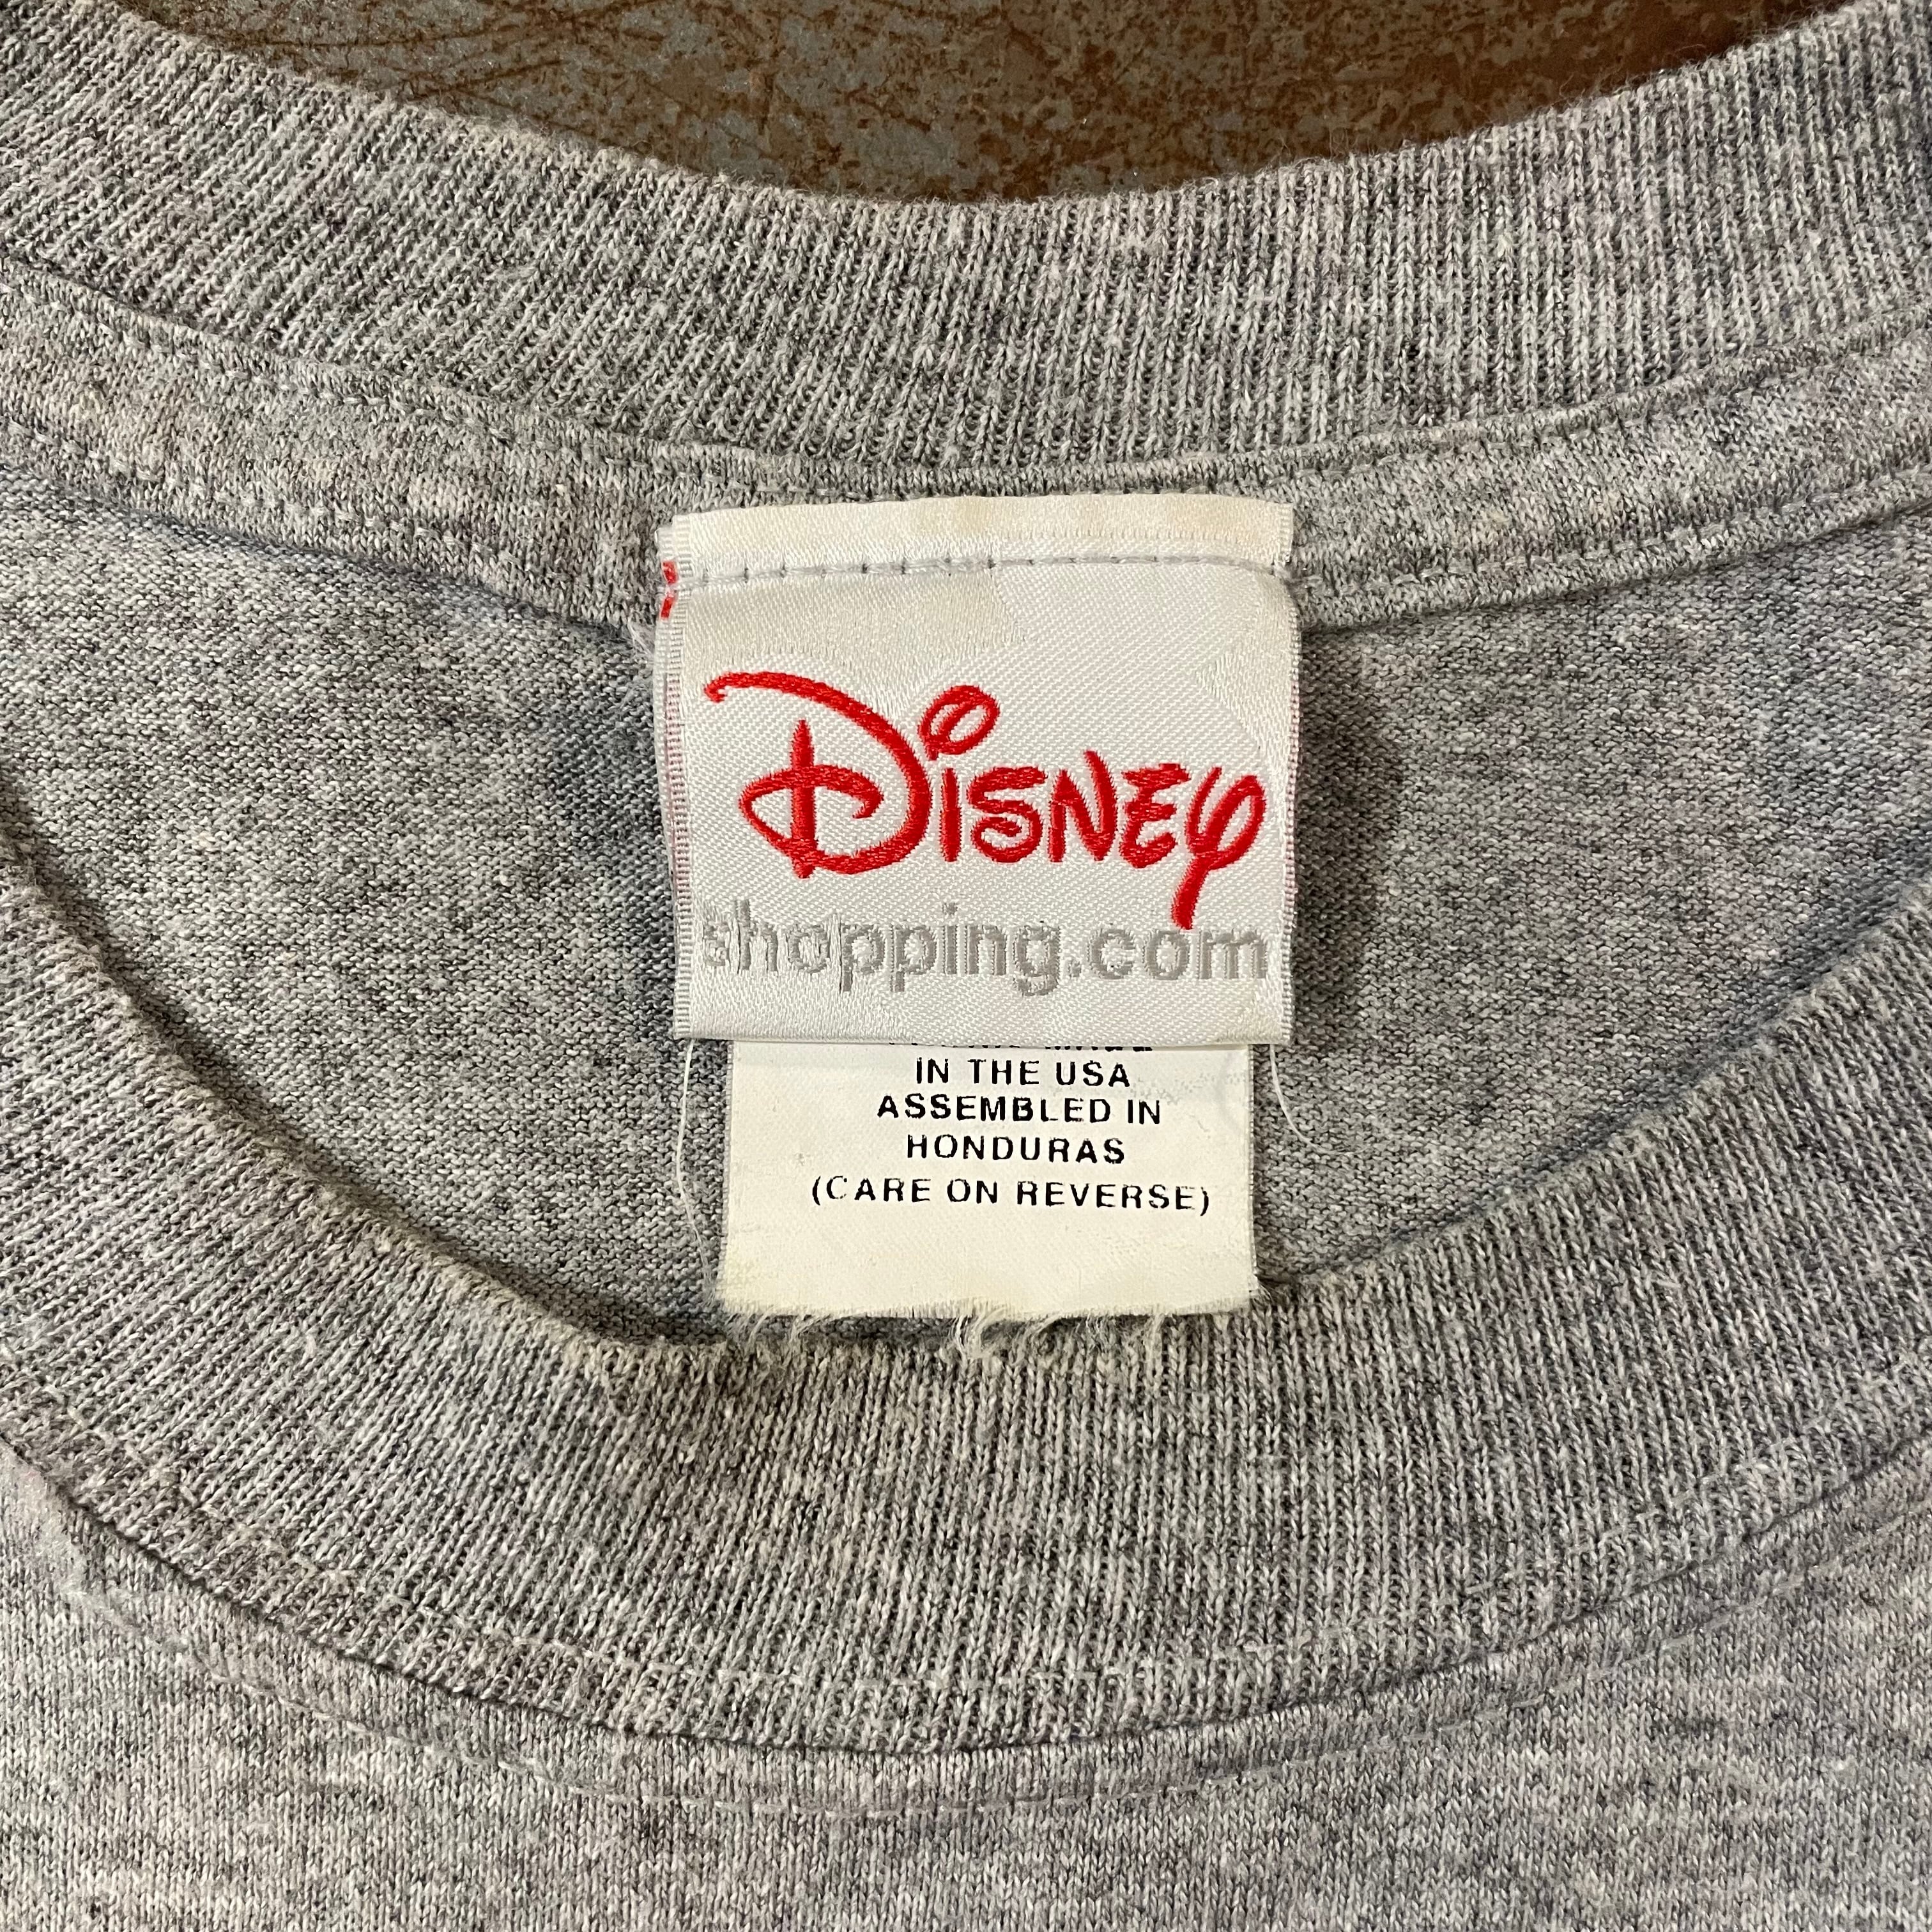 Disney
shopping.com
IN THE USA
ASSEMBLED IN
HONDURAS
(CARE ON REVERSE)